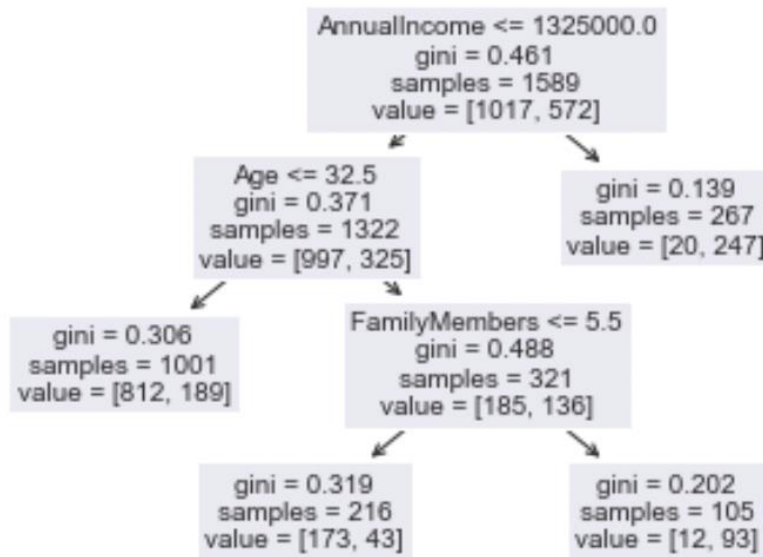 AnnualIncome <= 1325000.0
gini = 0.461
samples = 1589
value = [1017, 572]
Age <= 32.5
gini = 0.371
samples = 1322
value = [997, 325]
gini = 0.139
samples = 267
value = [20, 247]
gini = 0.306
samples = 1001
value = [812, 189]
FamilyMembers <= 5.5
gini = 0.488
samples = 321
value = [185, 136]
gini = 0.319
samples = 216
value = [173, 43]
gini = 0.202
samples = 105
value = [12, 93]